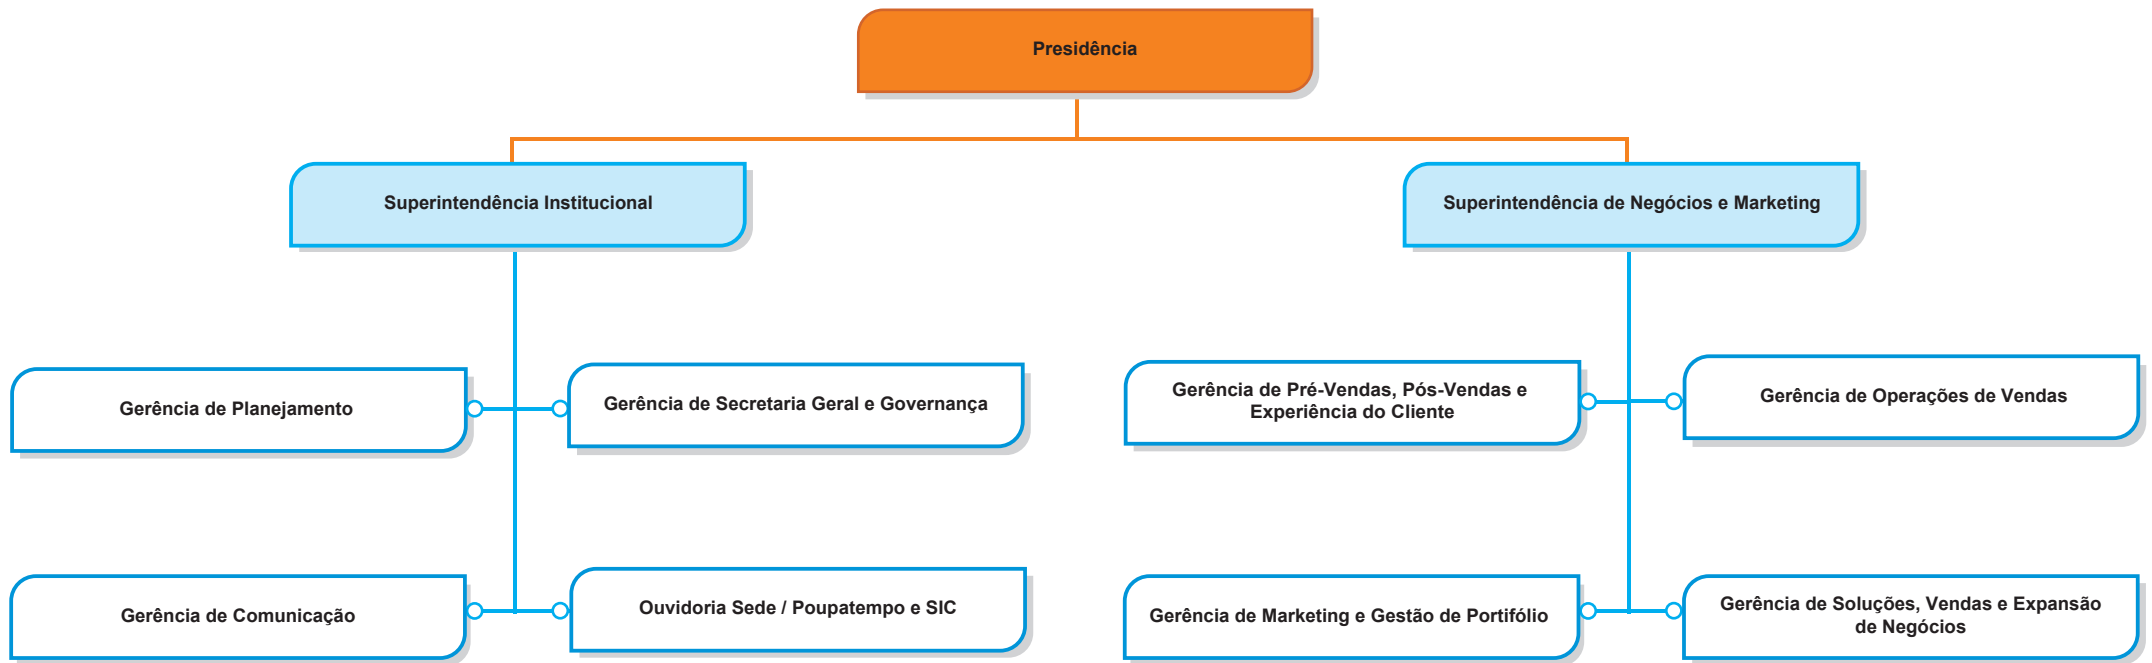 Presidência
Superintendência Institucional
Superintendência de Negócios e Marketing
Gerência de Planejamento
Gerência de Secretaria Geral e Governança
Gerência de Pré-Vendas, Pós-Vendas e
Experiência do Cliente
Gerência de Operações de Vendas
Gerência de Comunicação
Ouvidoria Sede / Poupatempo e SIC
Gerência de Marketing e Gestão de Portifólio
Gerência de Soluções, Vendas e Expansão
de Negócios